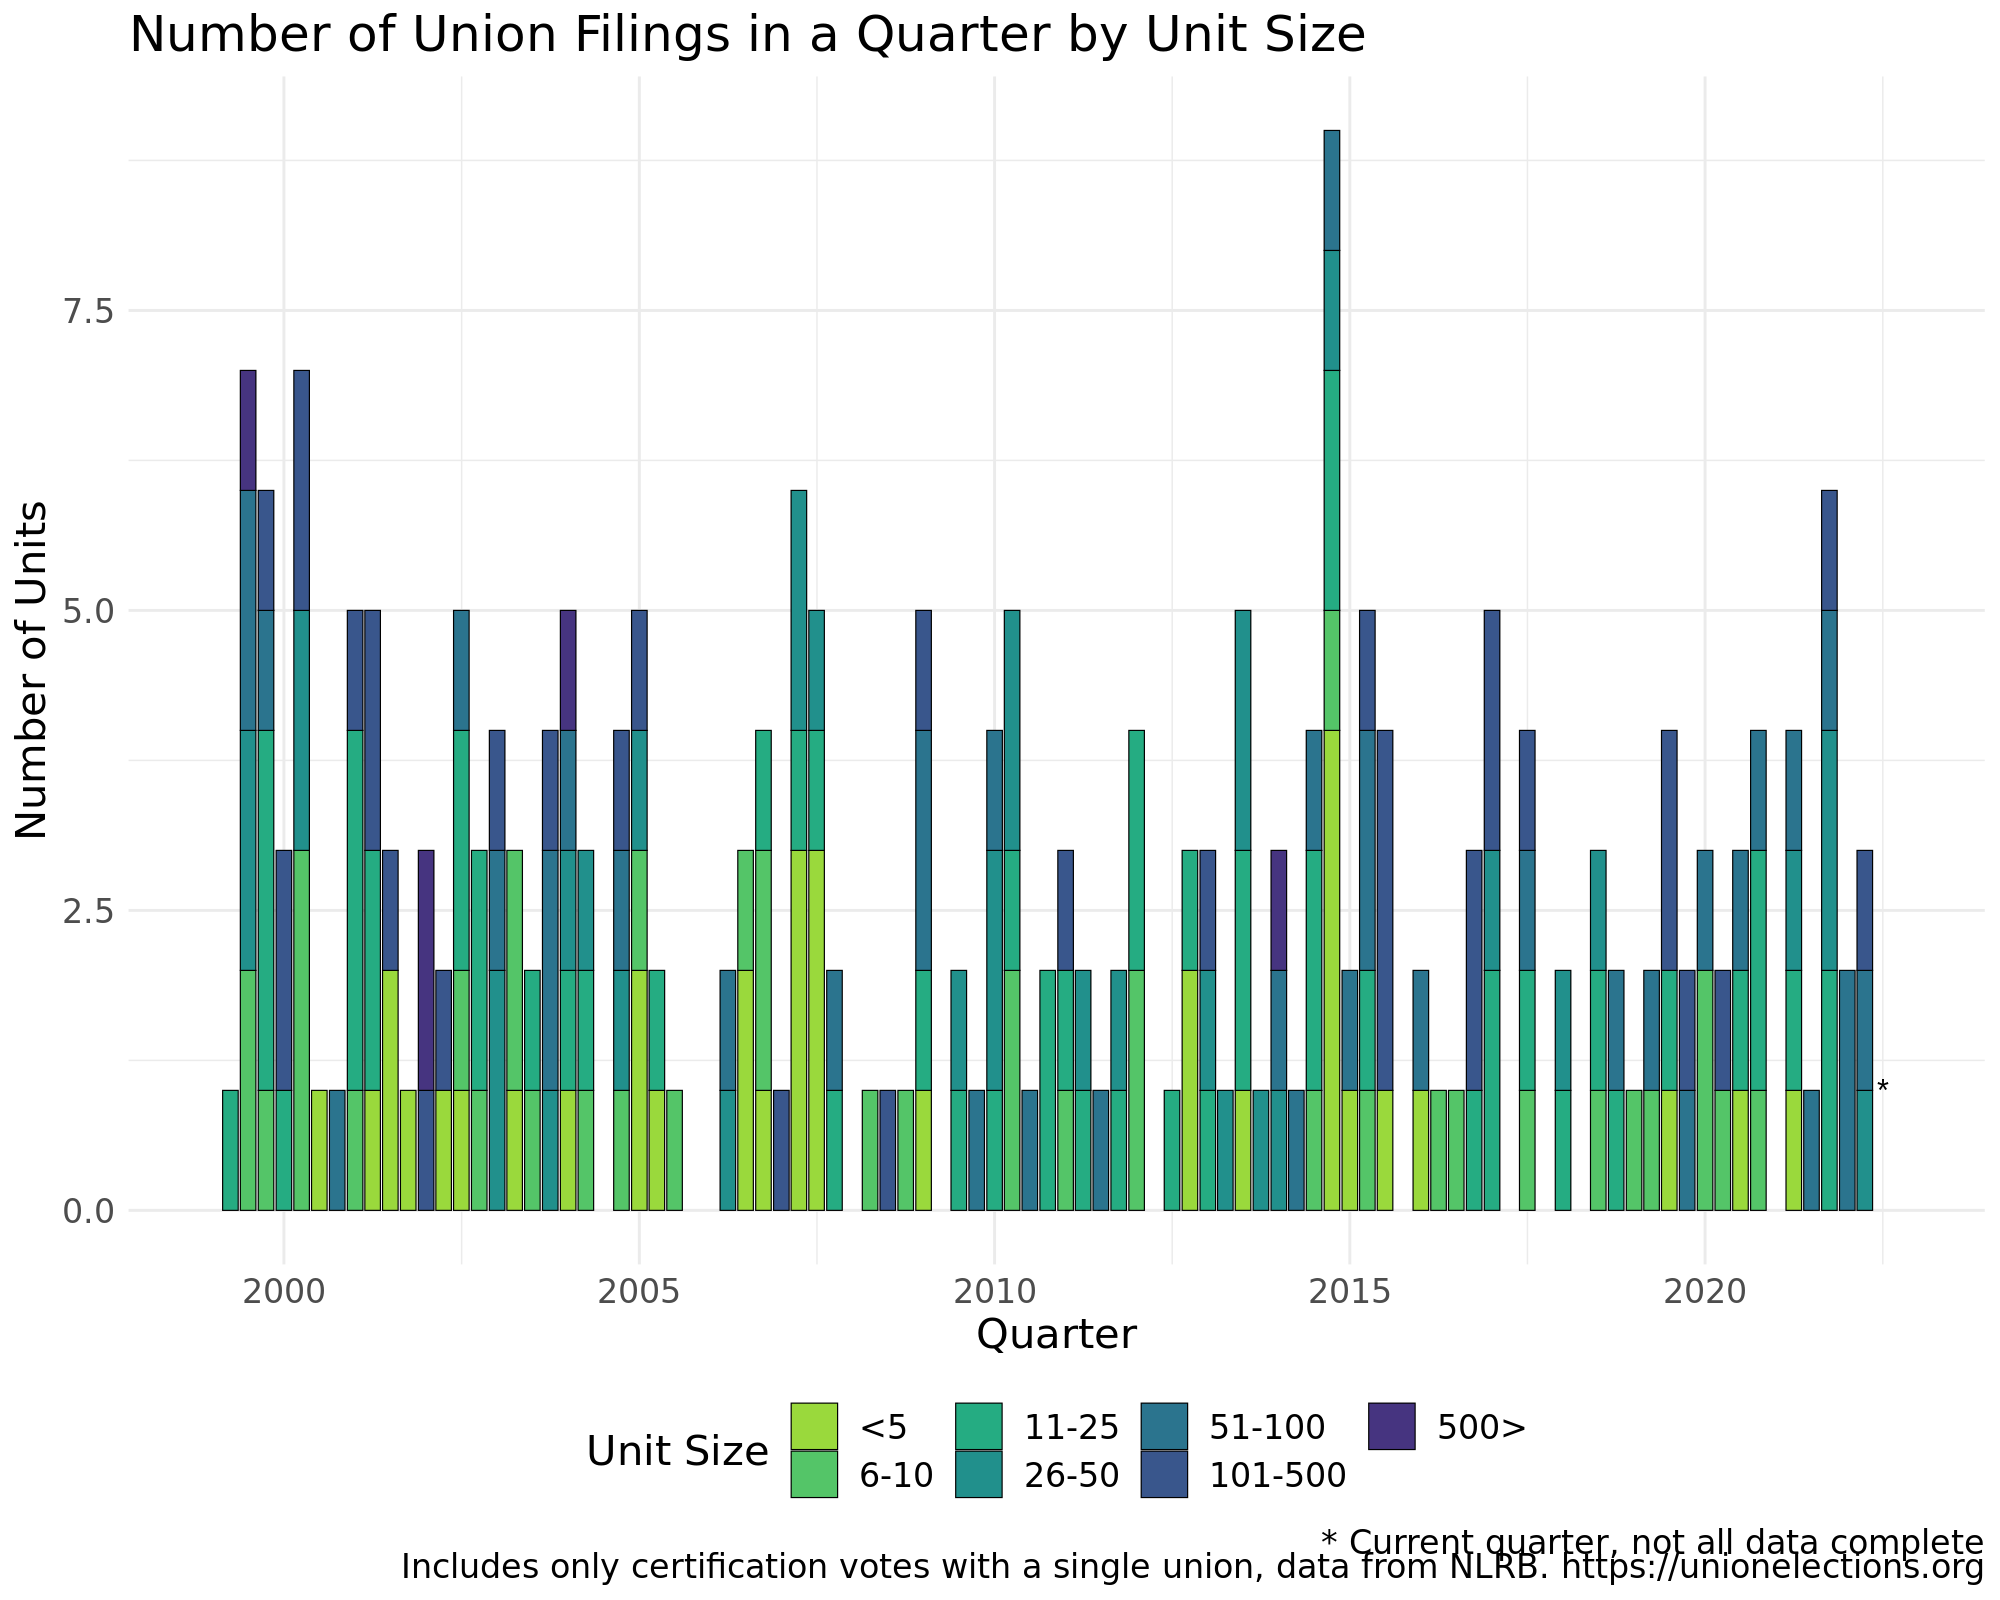 Number of Union Filings in a Quarter by Unit Size
Number of Units
7.5
5.0
2.5
0.0
*
2000 2005 2010 2015 2020
Quarter
Unit Size
<5 11-25 51-100 500>
6-10 26-50 101-500
* Current quarter, not all data complete
Includes only certification votes with a single union, data from NLRB. https://unionelections.org